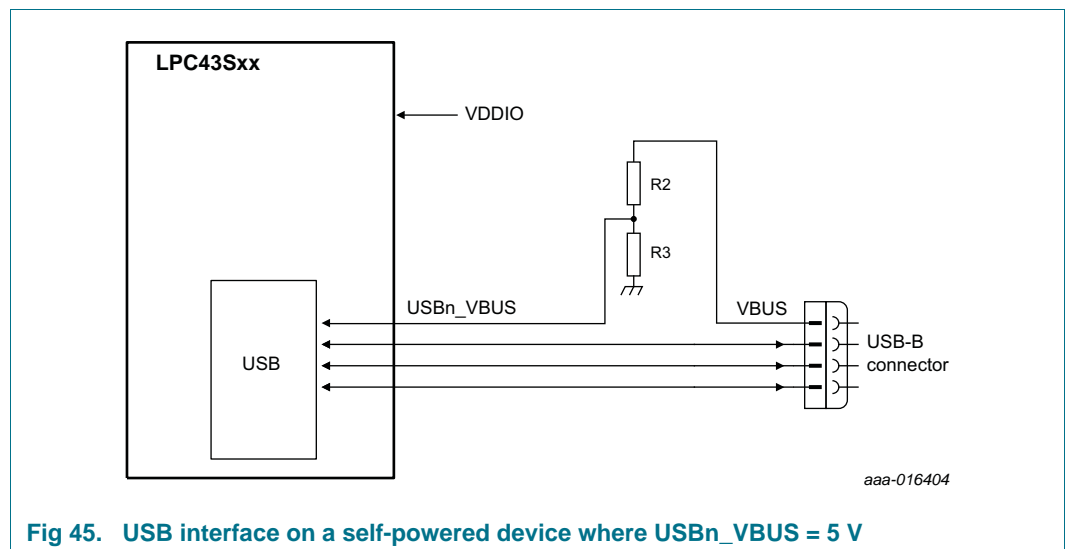 LPC43Sxx
VDDIO
R2
R3
USBn_VBUS
VBUS
USB
USB-B
connector
aaa-016404
Fig 45. USB interface on a self-powered device where USBn_VBUS = 5 V